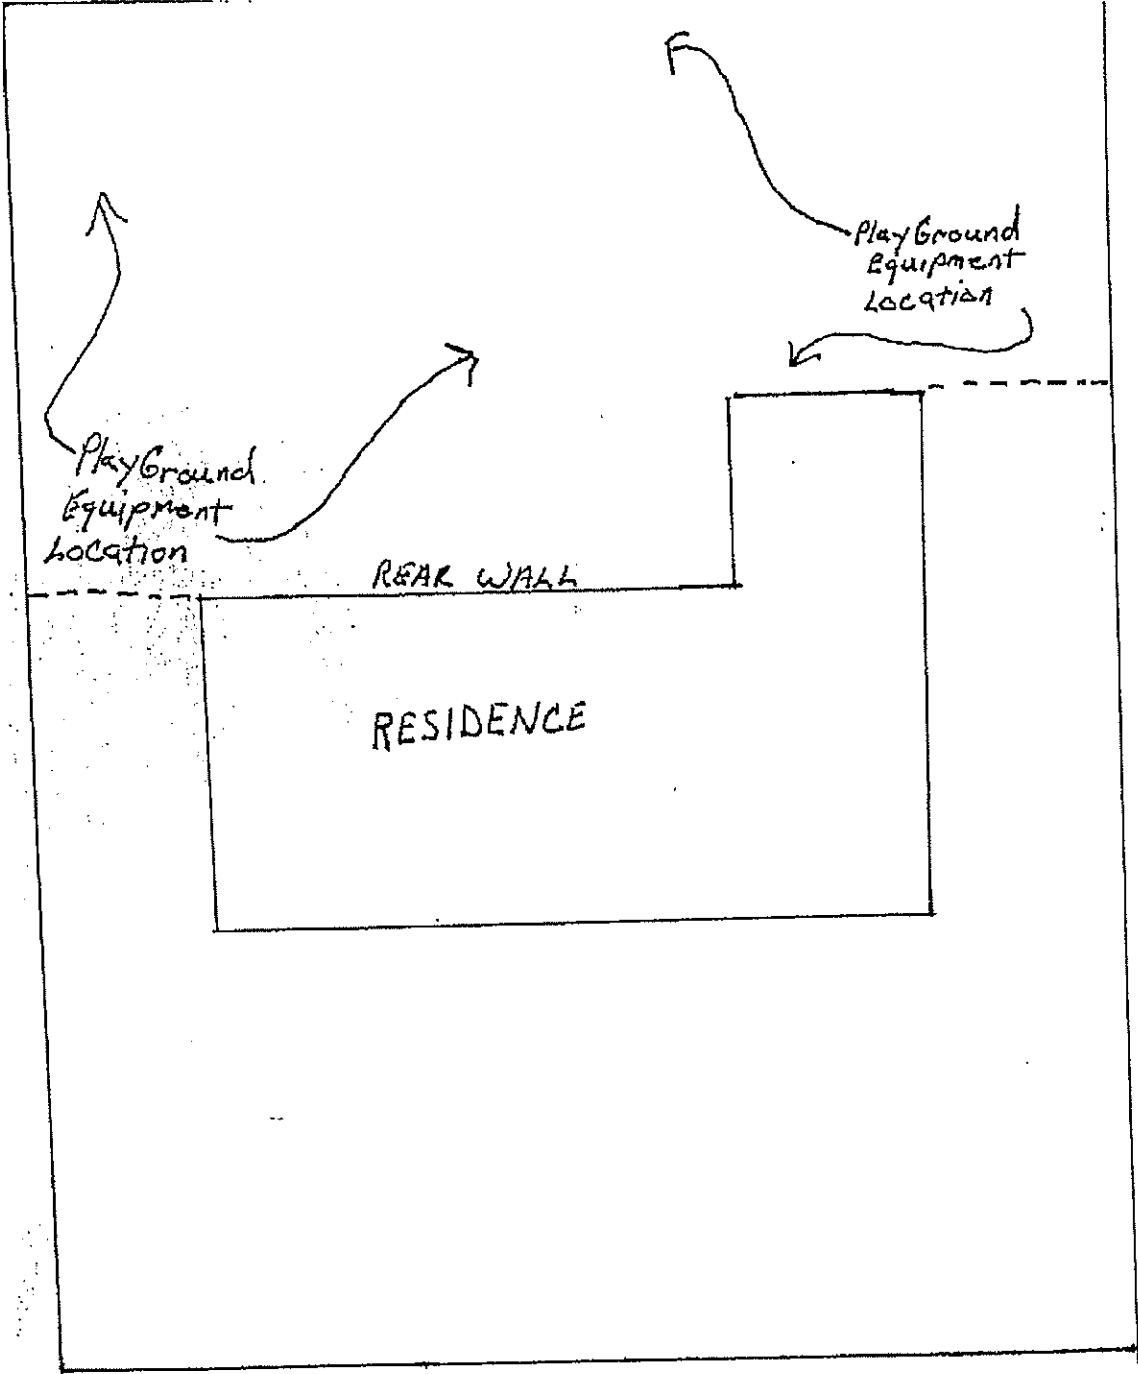 PlayGround
Equipment
Location
PlayGround
Equipment
Location
REAR WALL
RESIDENCE